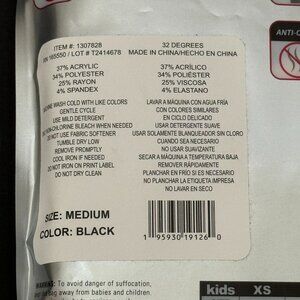 ITEM #: 1307828
32 DEGREES
165550 / LOT # T2414678
MADE IN CHINA/HECHO EN CHINA
37% ACRYLIC
34% POLYESTER
25% RAYON
4% SPANDEX
37% ACRÍLICO
34% POLIÉSTER
25% VISCOSA
4% ELASTANO
WASH COLD WITH LIKE COLORS
GENTLE CYCLE
USE MILD DETERGENT
BLEACH WHEN NEEDED
DO NOT USE FABRIC SOFTENER
TUMBLE DRY LOW
REMOVE PROMPTLY
COOL IRON IF NEEDED
DO NOT IRON ON PRINT LABEL
DO NOT DRY CLEAN
LAVAR A MÁQUINA CON AGUA FRÍA
CON COLORES SIMILARES
EN CICLO DELICADO
USAR DETERGENTE SUAVE
USAR SOLAMENTE BLANQUEADOR SIN CLORO
CUANDO SEA NECESARIO
NO USAR SUAVIZANTE
SECAR A MÁQUINA A TEMPERATURA BAJA
REMOVER RÁPIDAMENTE
PLANCHAR EN FRÍO SI ES NECESARIO
NO PLANCHAR LA ETIQUETA IMPRESA
NO LAVAR EN SECO
SIZE: MEDIUM
COLOR: BLACK
1 95930 19126 0
WARNING: To avoid danger of suffocation,
bag away from babies and children
kids XS
ANTI-